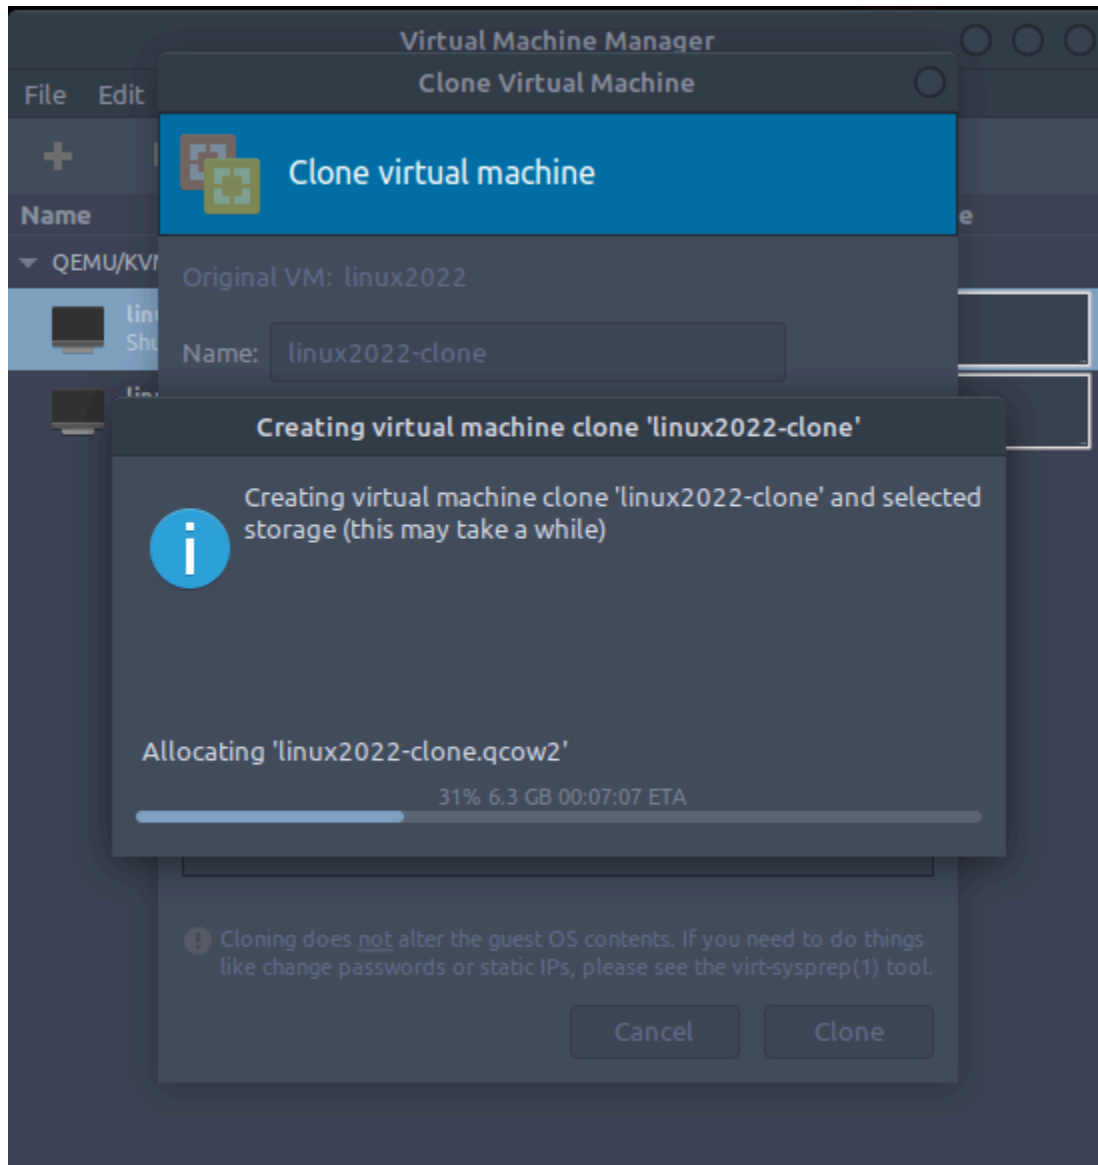 Virtual Machine Manager
Clone Virtual Machine
File Edit
Clone virtual machine
Name
QEMU/KV
Original VM: linux2022
Name: linux2022-clone
Creating virtual machine clone 'linux2022-clone'
Creating virtual machine clone 'linux2022-clone' and selected
storage (this may take a while)
Allocating 'linux2022-clone.qcow2'
31% 6.3 GB 00:07:07 ETA
Cloning does not alter the guest OS contents. If you need to do things
like change passwords or static IPs, please see the virt-sysprep(1) tool.
Cancel Clone